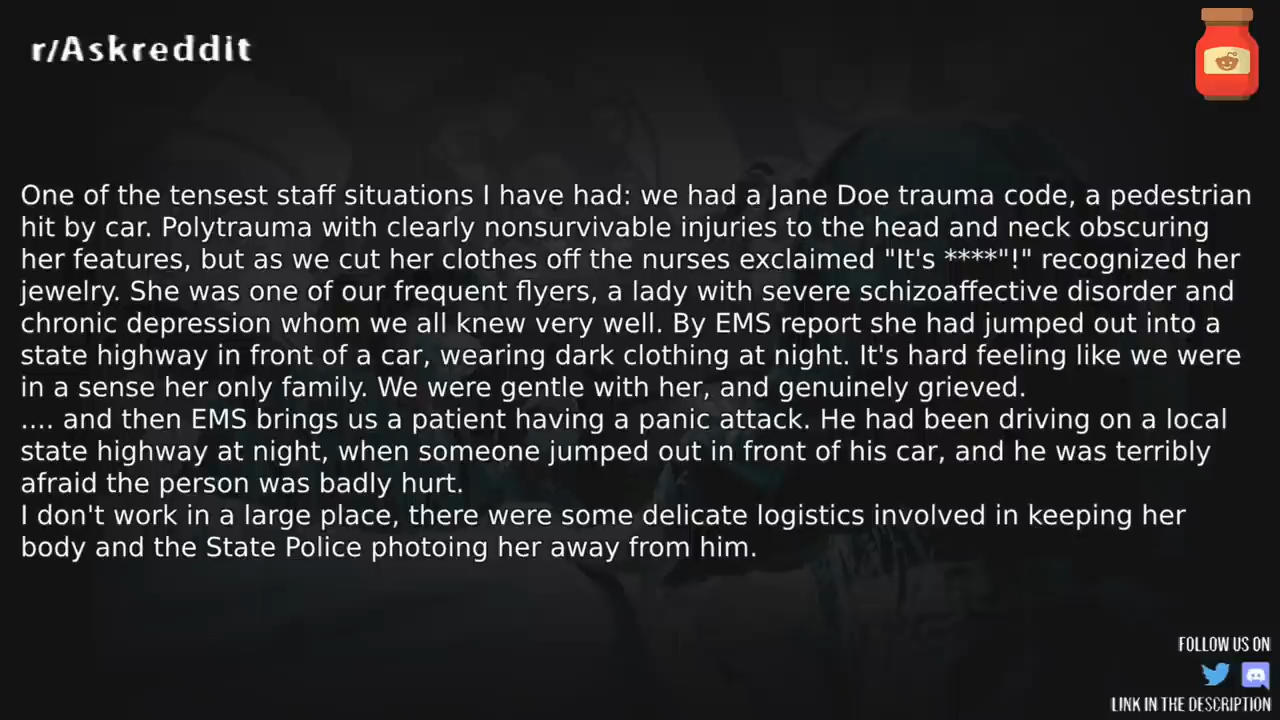 r/Askreddit
One of the tensest staff situations I have had: we had a Jane Doe trauma code, a pedestrian
hit by car. Polytrauma with clearly nonsurvivable injuries to the head and neck obscuring
her features, but as we cut her clothes off the nurses exclaimed "It's ****"!" recognized her
jewelry. She was one of our frequent flyers, a lady with severe schizoaffective disorder and
chronic depression whom we all knew very well. By EMS report she had jumped out into a
state highway in front of a car, wearing dark clothing at night. It's hard feeling like we were
in a sense her only family. We were gentle with her, and genuinely grieved.
.... and then EMS brings us a patient having a panic attack. He had been driving on a local
state highway at night, when someone jumped out in front of his car, and he was terribly
afraid the person was badly hurt.
I don't work in a large place, there were some delicate logistics involved in keeping her
body and the State Police photoing her away from him.
FOLLOW US ON
LINK IN THE DESCRIPTION